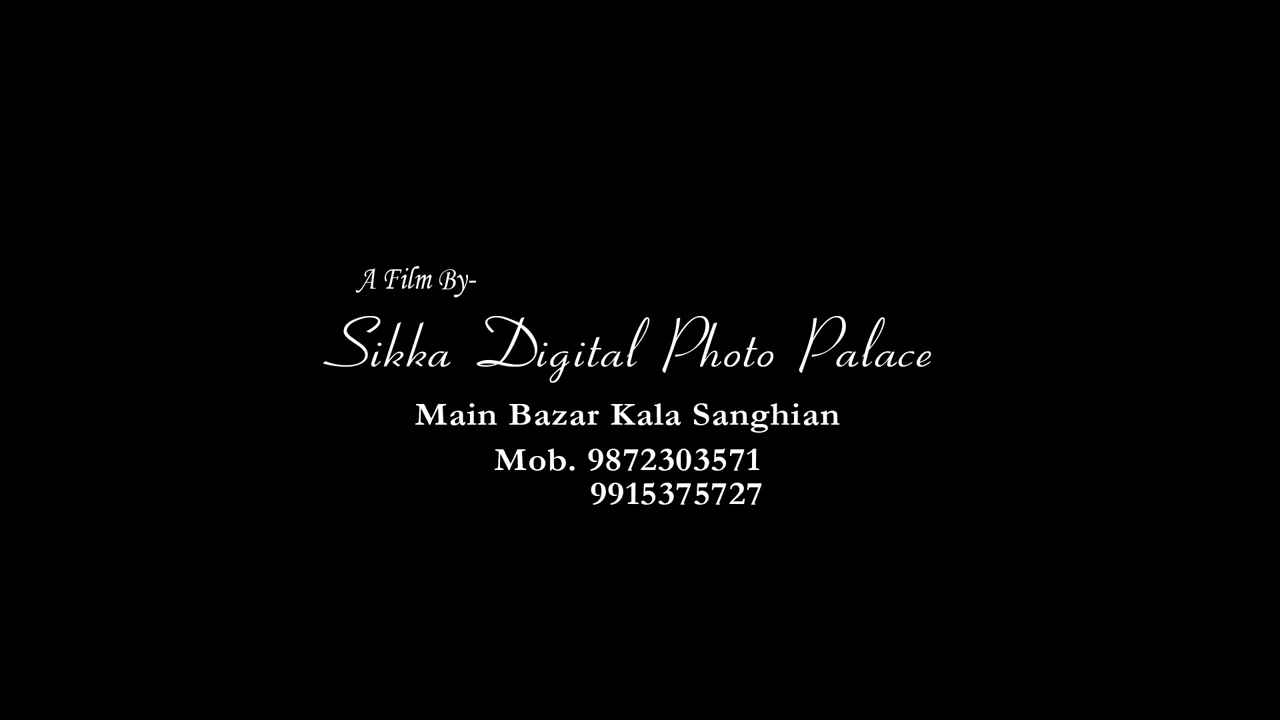 A Film By-
Sikka Digital Photo Palace
Main Bazar Kala Sanghian
Mob. 9872303571
9915375727